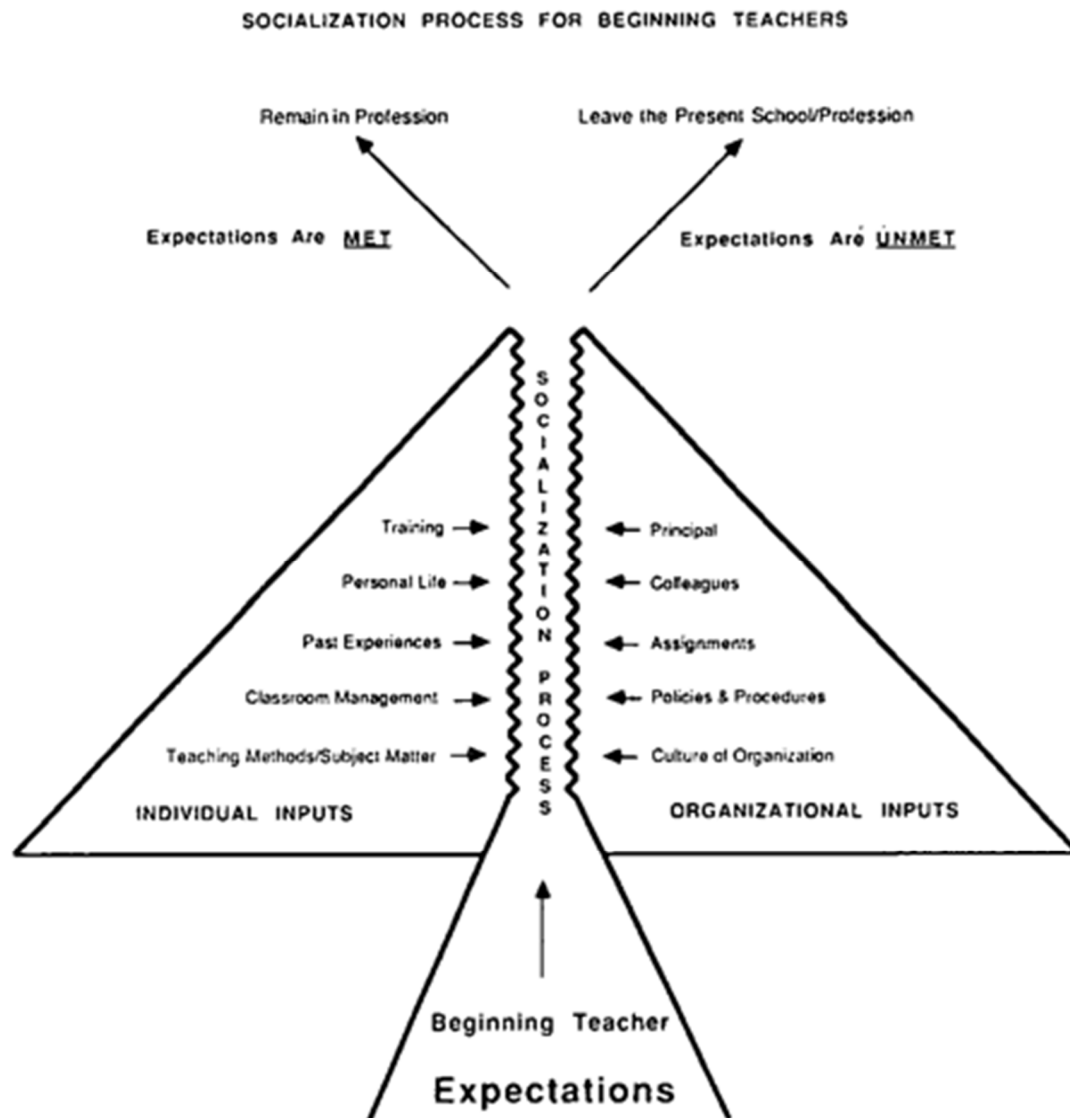 SOCIALIZATION PROCESS FOR BEGINNING TEACHERS
Remain in Profession
Leave the Present School/Profession
Expectations Are MET
Expectations Are UNMET
SOCIALIZATION PROCESS
Training
Principal
Personal Life
Colleagues
Past Experiences
Assignments
Classroom Management
Policies & Procedures
Teaching Methods/Subject Matter
Culture of Organization
INDIVIDUAL INPUTS
ORGANIZATIONAL INPUTS
Beginning Teacher
Expectations